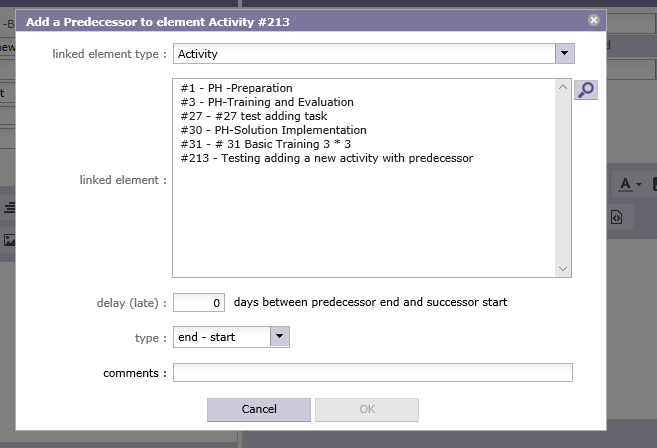 Add a Predecessor to element Activity #213
linked element type : Activity
#1 - PH -Preparation
#3 - PH-Training and Evaluation
#27 - #27 test adding task
#30 - PH-Solution Implementation
#31 - # 31 Basic Training 3 * 3
#213 - Testing adding a new activity with predecessor
linked element :
delay (late) : 0 days between predecessor end and successor start
type : end - start
comments :
Cancel OK